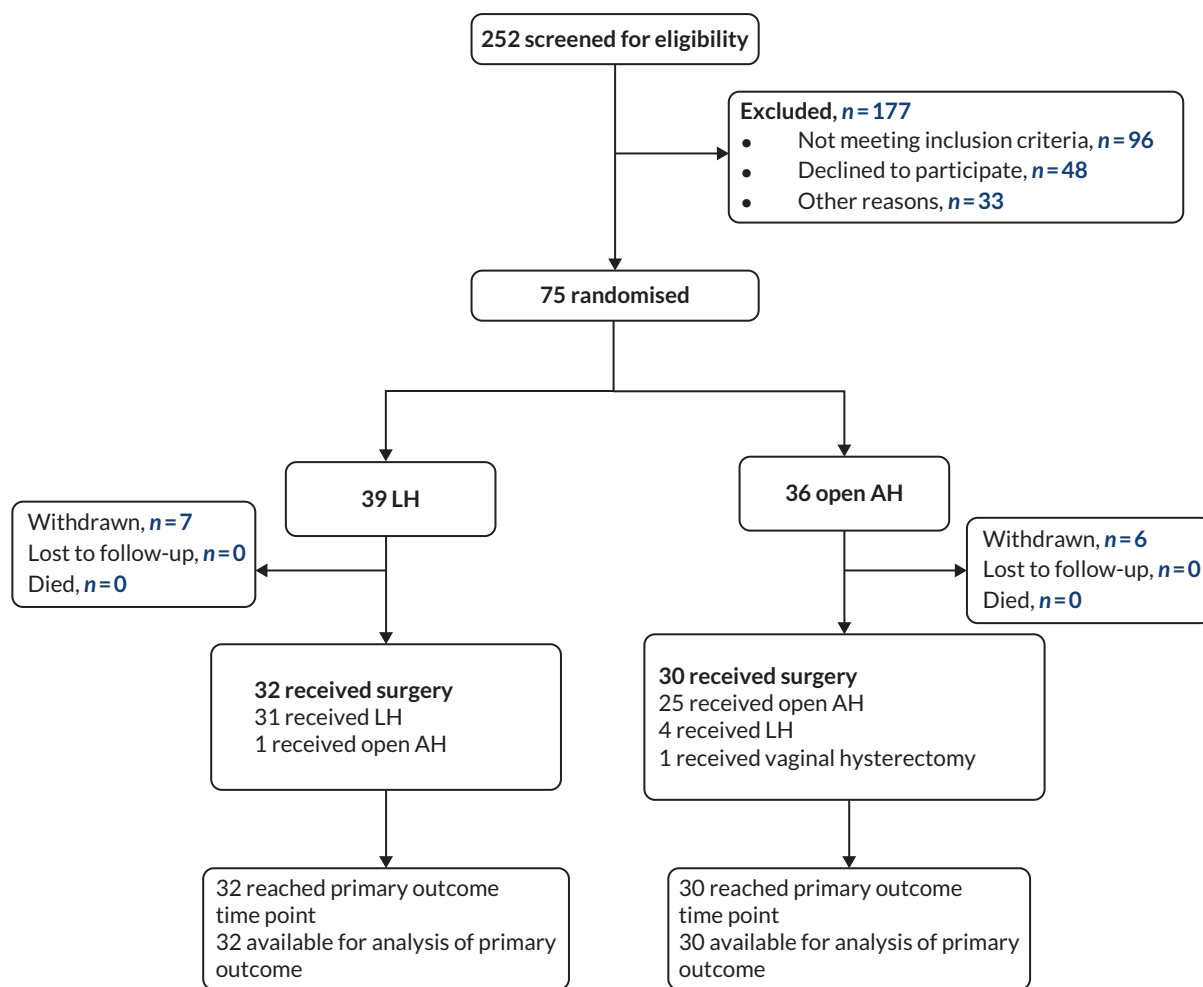 252 screened for eligibility
Excluded, n=177
• Not meeting inclusion criteria, n=96
• Declined to participate, n=48
• Other reasons, n=33
75 randomised
39 LH
36 open AH
Withdrawn, n=7
Lost to follow-up, n=0
Died, n=0
Withdrawn, n=6
Lost to follow-up, n=0
Died, n=0
32 received surgery
31 received LH
1 received open AH
30 received surgery
25 received open AH
4 received LH
1 received vaginal hysterectomy
32 reached primary outcome
time point
32 available for analysis of primary
outcome
30 reached primary outcome
time point
30 available for analysis of primary
outcome